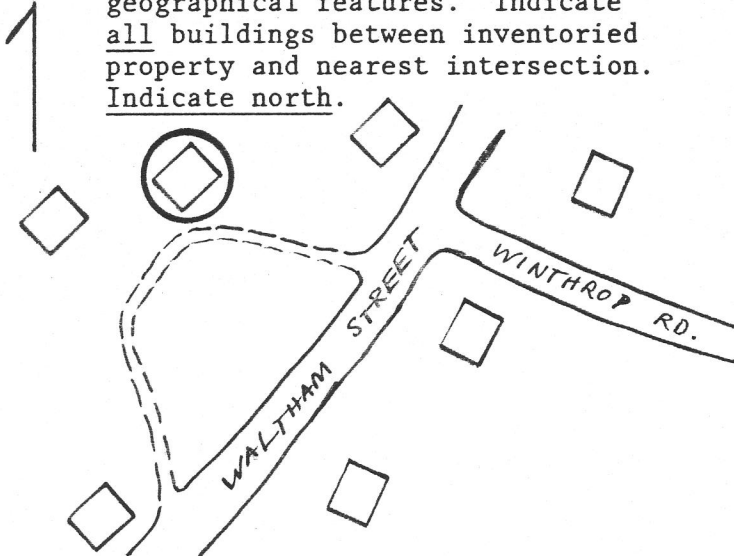 geographical features. Indicate
all buildings between inventoried
property and nearest intersection.
Indicate north.
WINTHROP RD.
WALTHAM STREET